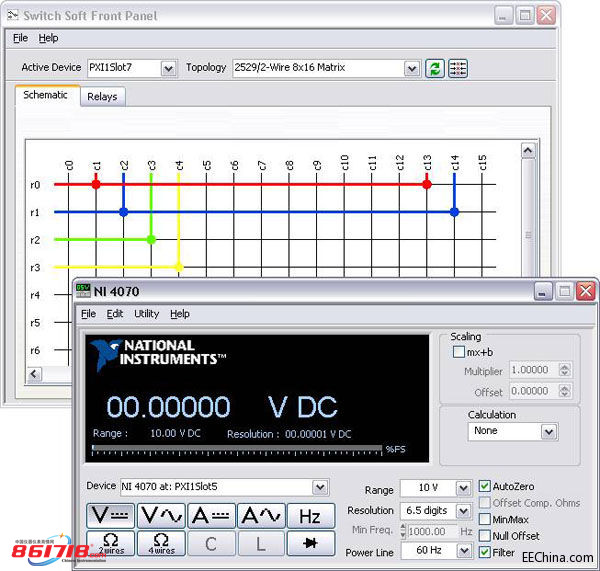 Switch Soft Front Panel
File Help
Active Device PXI1Slot7 Topology 2529/2-Wire 8x16 Matrix
Schematic Relays
c0 c1 c2 c3 c4 c5 c6 c7 c8 c9 c10 c11 c12 c13 c14 c15
r0
r1
r2
r3
r4
r5
r6
NI 4070
File Edit Utility Help
NATIONAL
INSTRUMENTS™
00.00000 V DC
Range : 10.00 V DC Resolution : 00.00001 V DC
%FS
Scaling
mx+b
Multiplier 1.00000
Offset 0.00000
Calculation
None
Device NI 4070 at: PXI1Slot5
V V A A Hz
Ω 2 wires Ω 4 wires C L
Range 10 V
Resolution 6.5 digits
Min Freq. 1000.00 Hz
Power Line 60 Hz
AutoZero
Offset Comp. Ohms
Min/Max
Null Offset
Filter
861718.com
EEChina.com